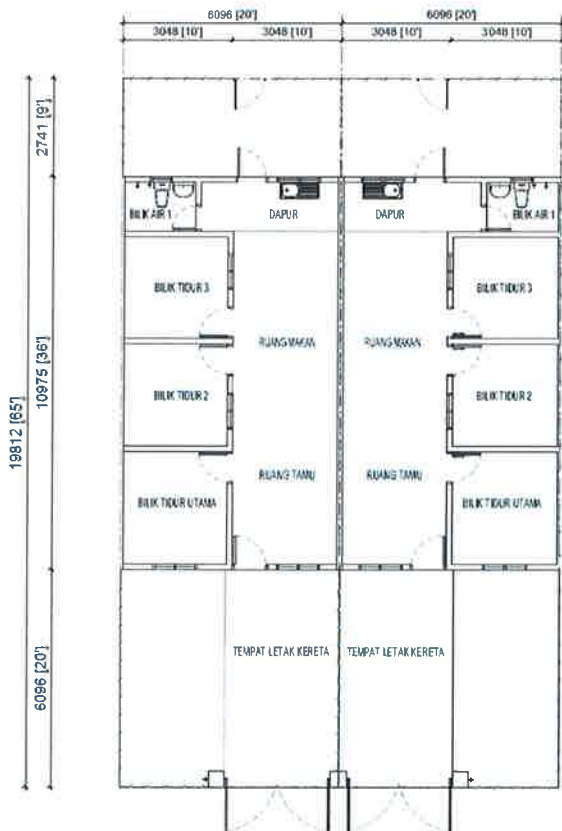 6096 [20'] 6096 [20']
3048 [10'] 3048 [10'] 3048 [10'] 3048 [10']
2741 [9']
10975 [36']
19812 [65']
6096 [20']
BILIK AIR 1 DAPUR DAPUR BILIK AIR 1
BILIK TIDUR 3 BILIK TIDUR 3
RUANG MAKAN RUANG MAKAN
BILIK TIDUR 2 BILIK TIDUR 2
RUANG TAMU RUANG TAMU
BILIK TIDUR UTAMA BILIK TIDUR UTAMA
TEMPAT LETAK KERETA TEMPAT LETAK KERETA